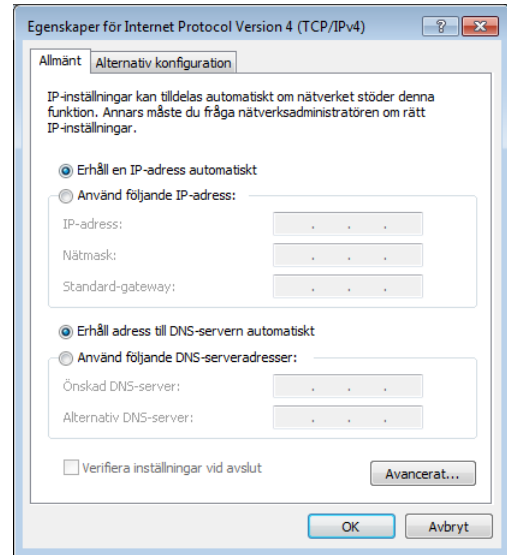 Egenskaper för Internet Protocol Version 4 (TCP/IPv4)
Allmänt
Alternativ konfiguration
IP-inställningar kan tilldelas automatiskt om nätverket stöder denna
funktion. Annars måste du fråga nätverksadministratören om rätt
IP-inställningar.
Erhåll en IP-adress automatiskt
Använd följande IP-adress:
IP-adress:
Nätmask:
Standard-gateway:
Erhåll adress till DNS-servern automatiskt
Använd följande DNS-serveradresser:
Önskad DNS-server:
Alternativ DNS-server:
Verifiera inställningar vid avslut
Avancerat...
OK
Avbryt